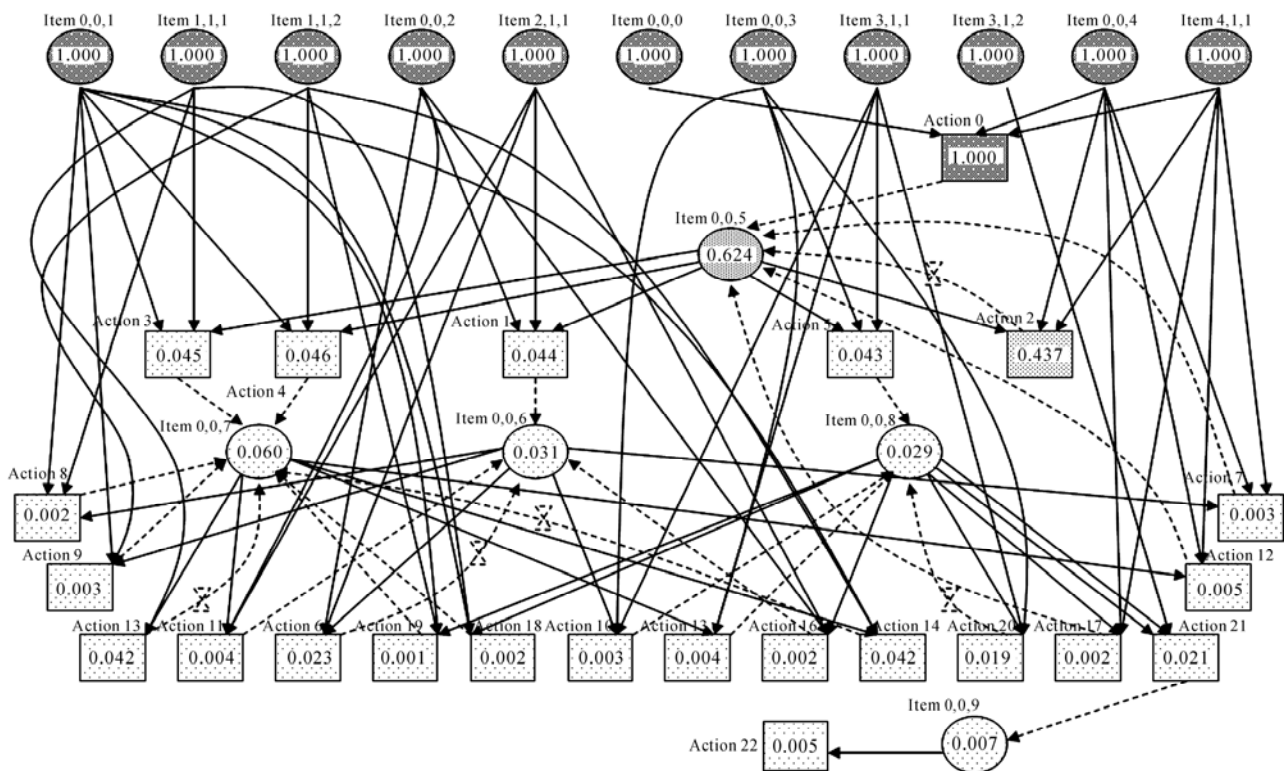 Item 0,0,1 Item 1,1,1 Item 1,1,2 Item 0,0,2 Item 2,1,1 Item 0,0,0 Item 0,0,3 Item 3,1,1 Item 3,1,2 Item 0,0,4 Item 4,1,1
1.000 1.000 1.000 1.000 1.000 1.000 1.000 1.000 1.000 1.000 1.000
Action 0
1.000
Item 0,0,5
0.624
Action 3 Action 1 Action 5 Action 2
0.045 0.046 0.044 0.043 0.437
Action 4
Item 0,0,7 Item 0,0,6 Item 0,0,8
0.060 0.031 0.029
Action 8 Action 7
0.002 0.003
Action 9 Action 12
0.003 0.005
Action 13 Action 11 Action 6 Action 19 Action 18 Action 10 Action 13 Action 16 Action 14 Action 20 Action 17 Action 21
0.042 0.004 0.023 0.001 0.002 0.003 0.004 0.002 0.042 0.019 0.002 0.021
Item 0,0,9
Action 22 0.005 0.007